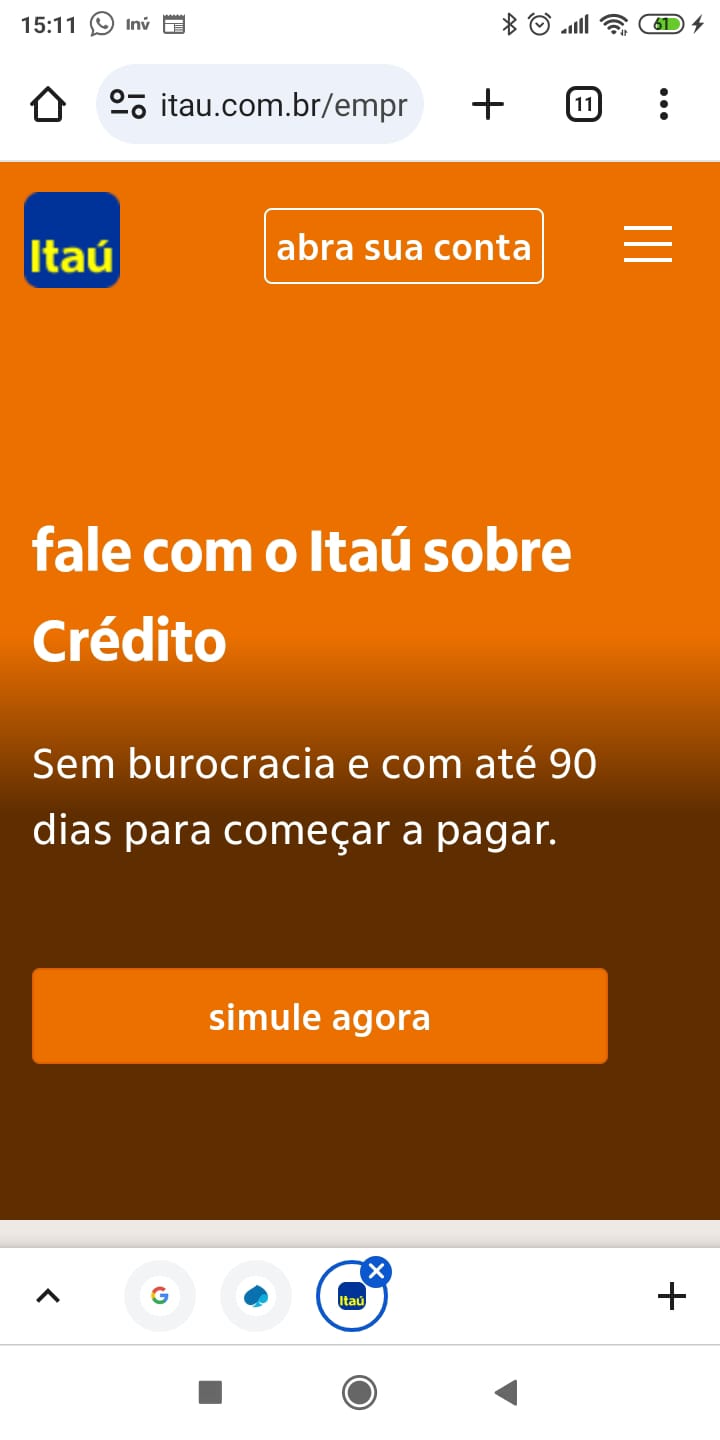 15:11 Inv 61
itau.com.br/empr 11
Itaú abra sua conta
fale com o Itaú sobre
Crédito
Sem burocracia e com até 90
dias para começar a pagar.
simule agora
G Itaú